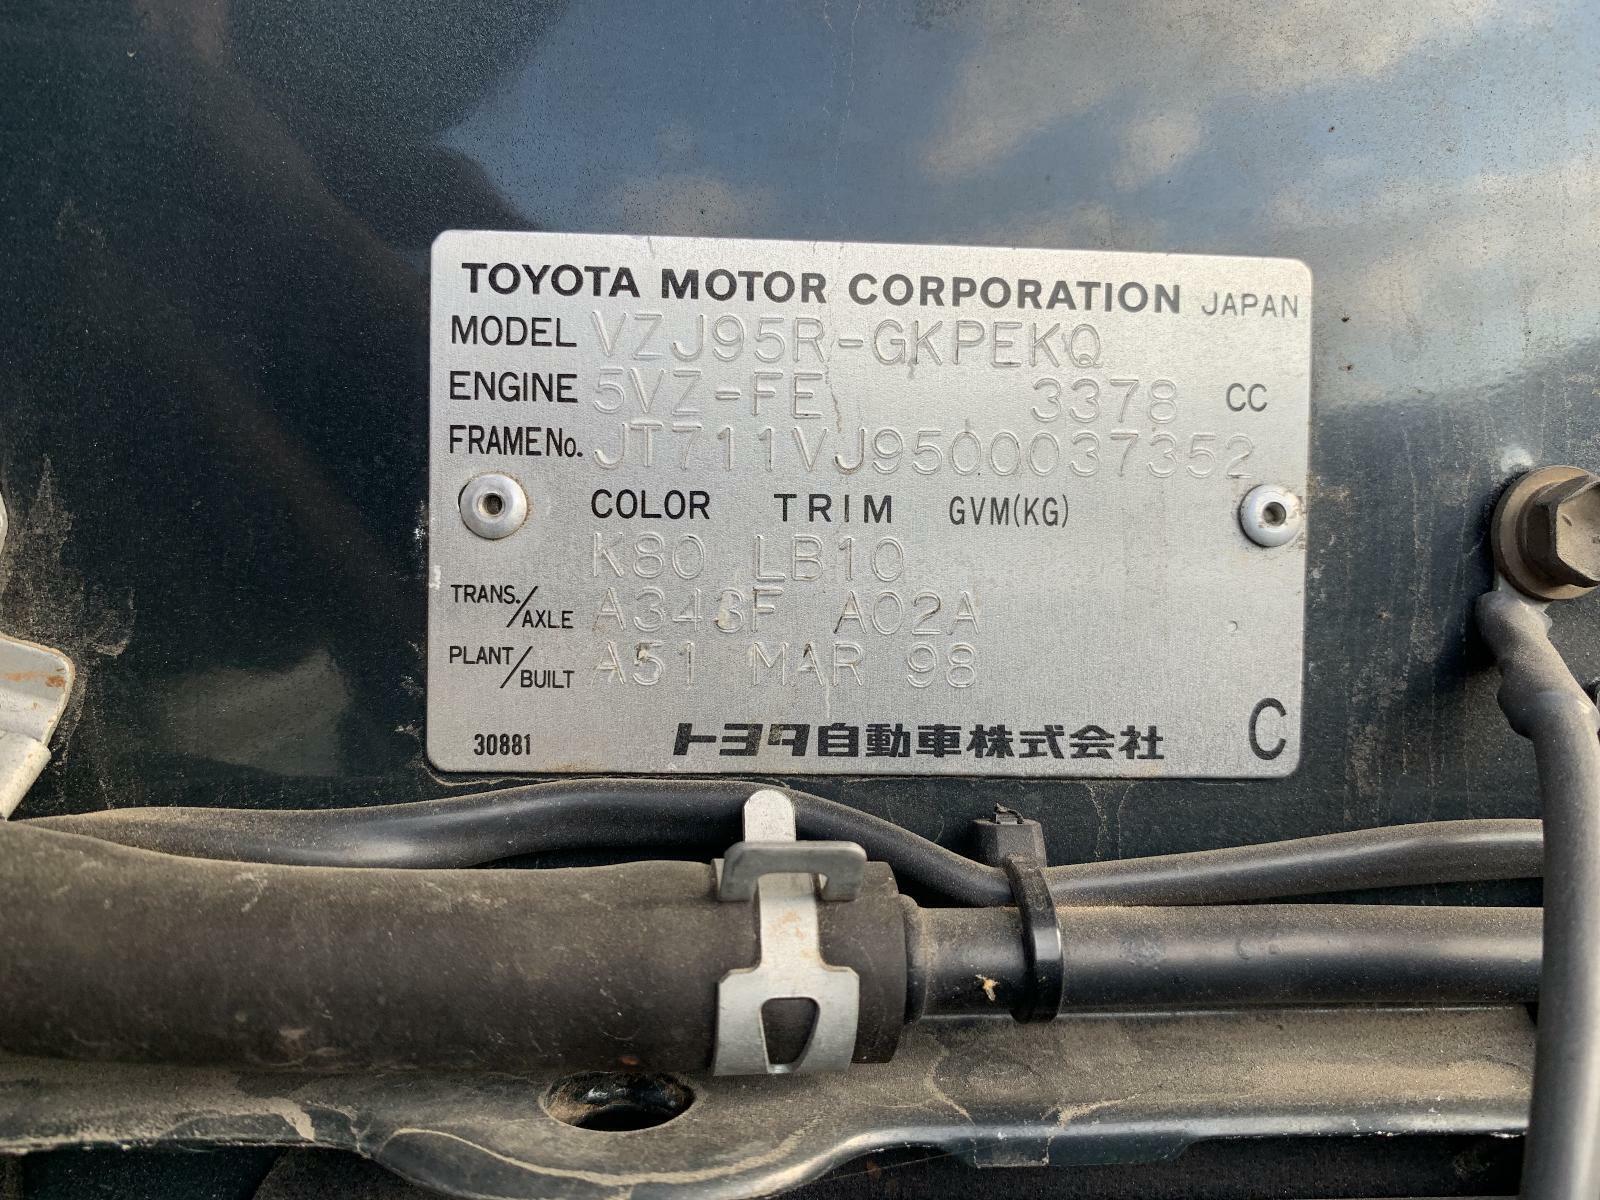 TOYOTA MOTOR CORPORATION JAPAN
MODEL VZJ95R-GKPEKQ
ENGINE 5VZ-FE 3378 CC
FRAME No. JT711VJ9500037352
COLOR TRIM GVM(KG)
K80 LB10
TRANS./AXLE A343F A02A
PLANT/BUILT A51 MAR 98
30881 トヨタ自動車株式会社 C